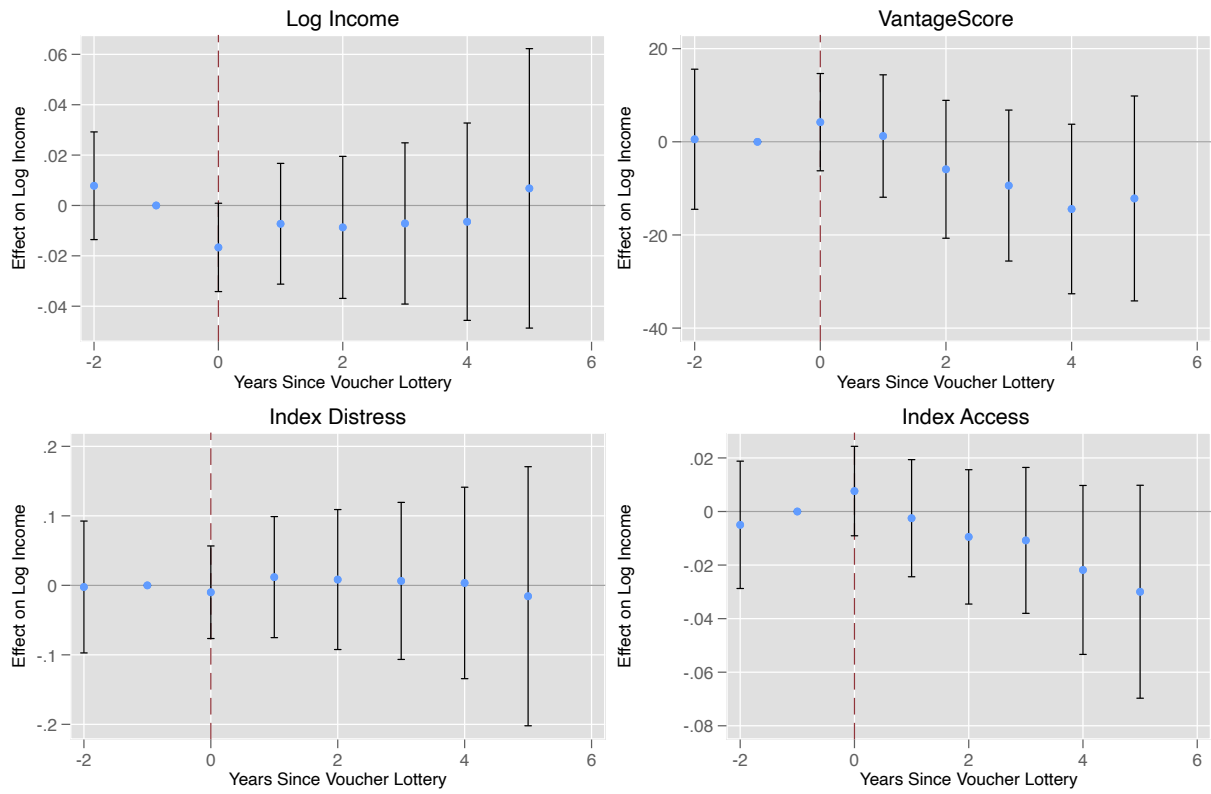 Log Income
Effect on Log Income
.06
.04
.02
0
-.02
-.04
-2 0 2 4 6
Years Since Voucher Lottery
VantageScore
Effect on Log Income
20
0
-20
-40
-2 0 2 4 6
Years Since Voucher Lottery
Index Distress
Effect on Log Income
.2
.1
0
-.1
-.2
-2 0 2 4 6
Years Since Voucher Lottery
Index Access
Effect on Log Income
.02
0
-.02
-.04
-.06
-.08
-2 0 2 4 6
Years Since Voucher Lottery